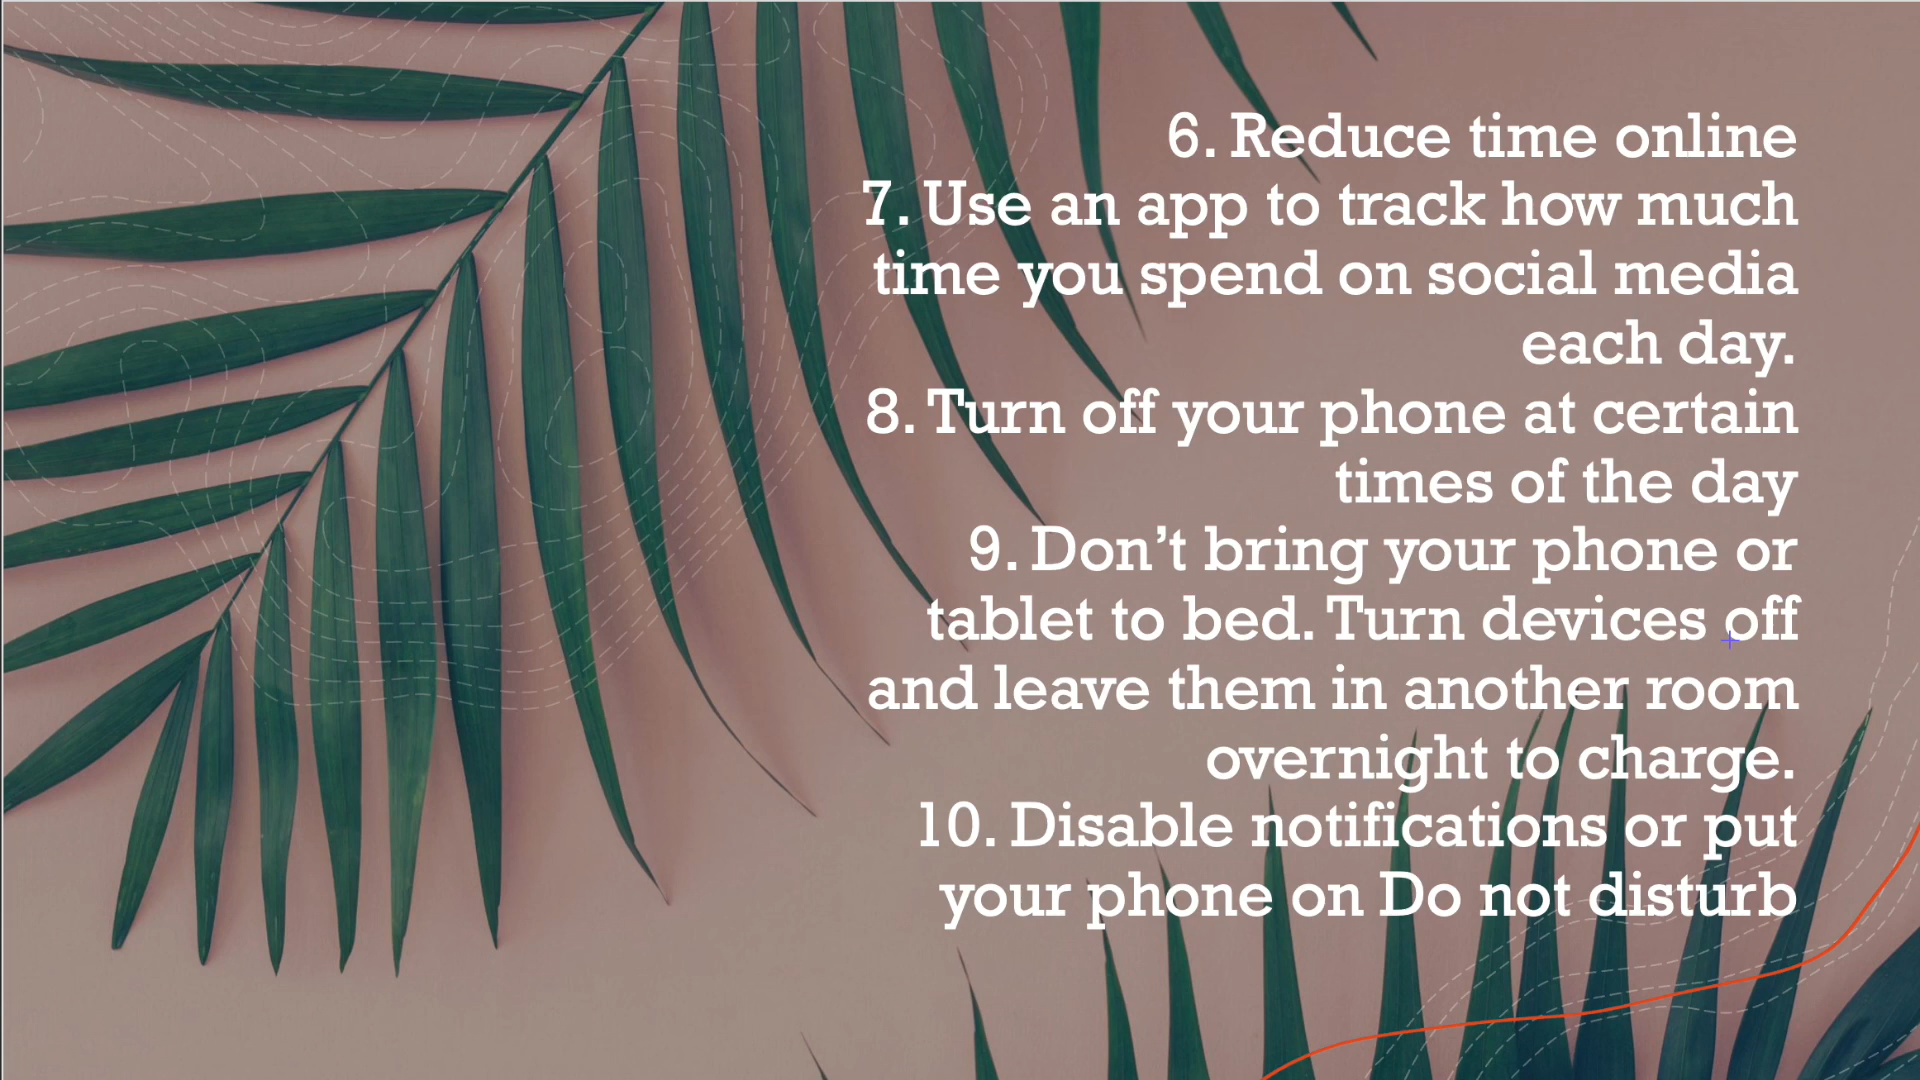 6. Reduce time online
7. Use an app to track how much
time you spend on social media
each day.
8. Turn off your phone at certain
times of the day
9. Don’t bring your phone or
tablet to bed. Turn devices off
and leave them in another room
overnight to charge.
10. Disable notifications or put
your phone on Do not disturb